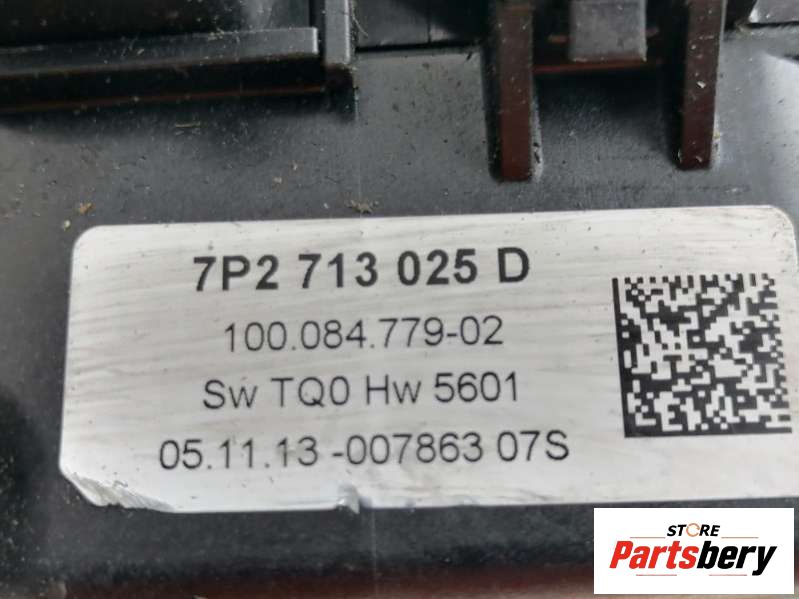 7P2 713 025 D
100.084.779-02
Sw TQ0 Hw 5601
05.11.13 -007863 07S
STORE
Partsbery